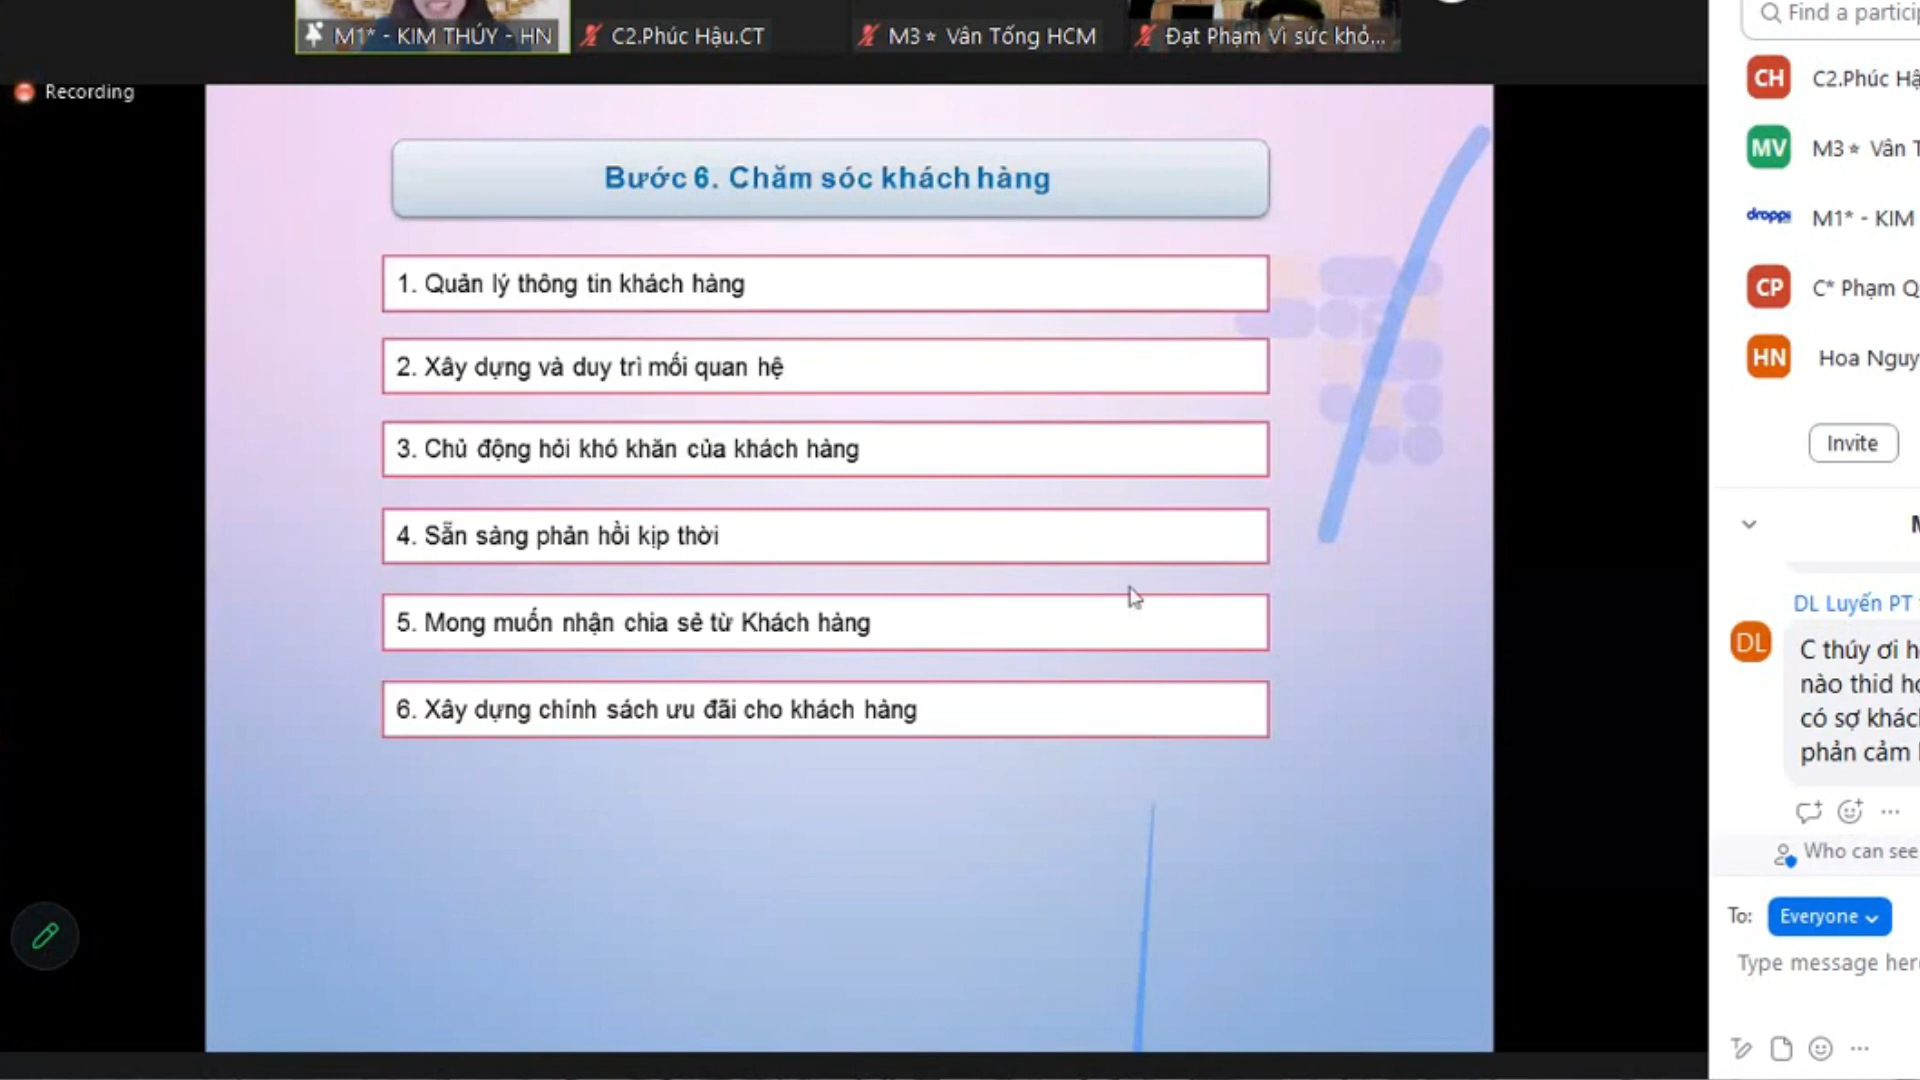 M1* - KIM THÚY - HN
C2.Phúc Hậu.CT
M3⭐ Vân Tống HCM
Đạt Phạm Vì sức khỏ...
Recording
Bước 6. Chăm sóc khách hàng
1. Quản lý thông tin khách hàng
2. Xây dựng và duy trì mối quan hệ
3. Chủ động hỏi khó khăn của khách hàng
4. Sẵn sàng phản hồi kịp thời
5. Mong muốn nhận chia sẻ từ Khách hàng
6. Xây dựng chính sách ưu đãi cho khách hàng
Find a partici
CH C2.Phúc Hậ
MV M3⭐ Vân T
droppi M1* - KIM
CP C* Phạm Q
HN Hoa Nguy
Invite
DL Luyến PT
DL
C thúy ơi h
nào thid ho
có sợ khácl
phản cảm
Who can see
To: Everyone
Type message here